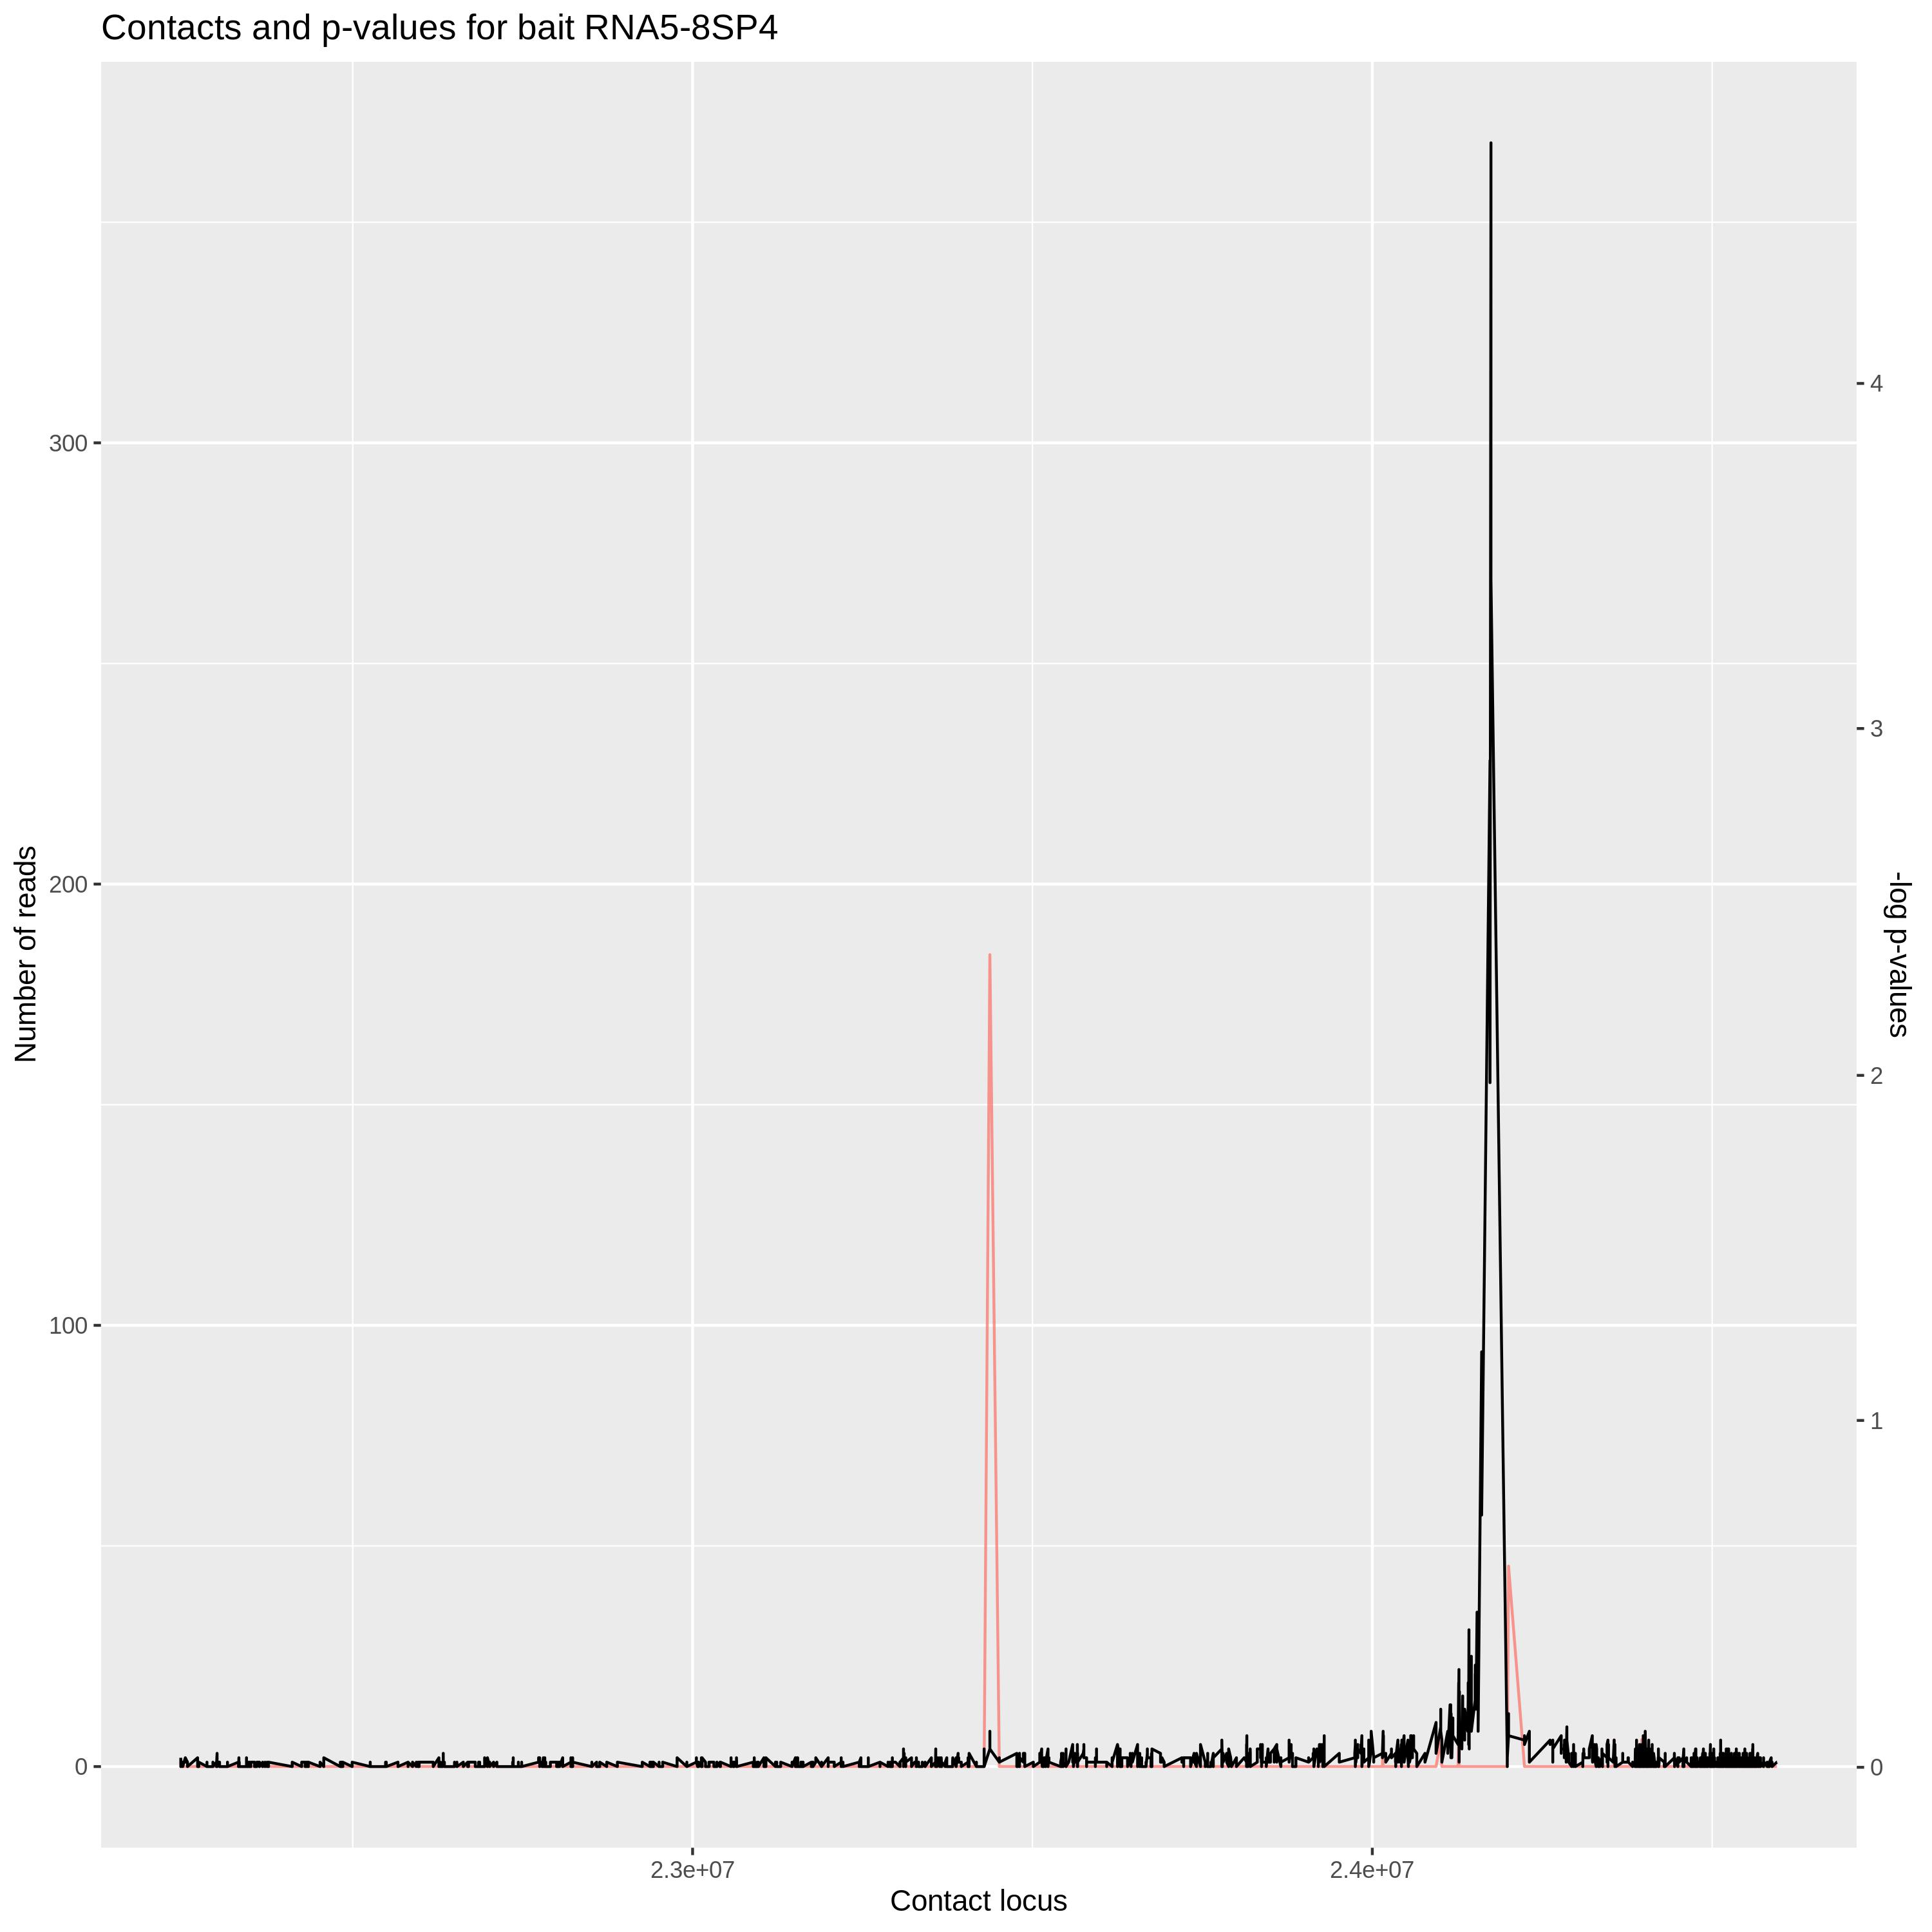 Contacts and p-values for bait RNA5-8SP4
Number of reads
300
200
100
0
4
3
2
1
0
-log p-values
2.3e+07
2.4e+07
Contact locus